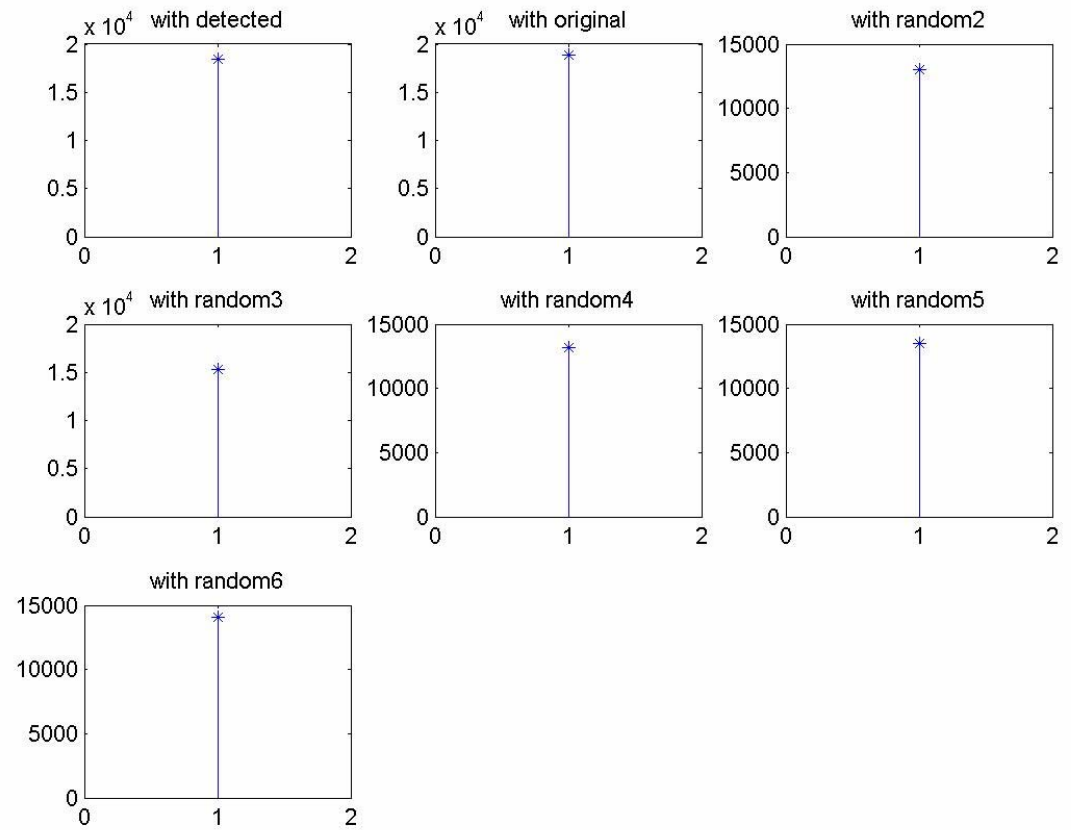 x 10^4 with detected
2
1.5
1
0.5
0
0 1 2
x 10^4 with original
2
1.5
1
0.5
0
0 1 2
with random2
15000
10000
5000
0
0 1 2
x 10^4 with random3
2
1.5
1
0.5
0
0 1 2
with random4
15000
10000
5000
0
0 1 2
with random5
15000
10000
5000
0
0 1 2
with random6
15000
10000
5000
0
0 1 2